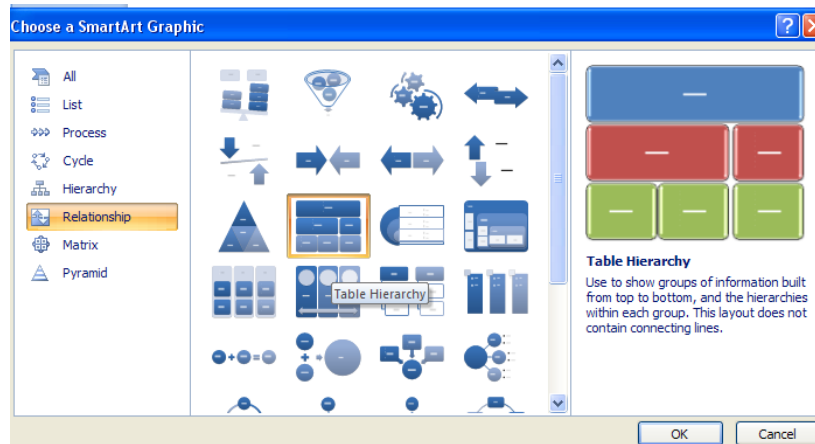 Choose a SmartArt Graphic
All
List
Process
Cycle
Hierarchy
Relationship
Matrix
Pyramid
Table Hierarchy
Table Hierarchy
Use to show groups of information built
from top to bottom, and the hierarchies
within each group. This layout does not
contain connecting lines.
OK
Cancel